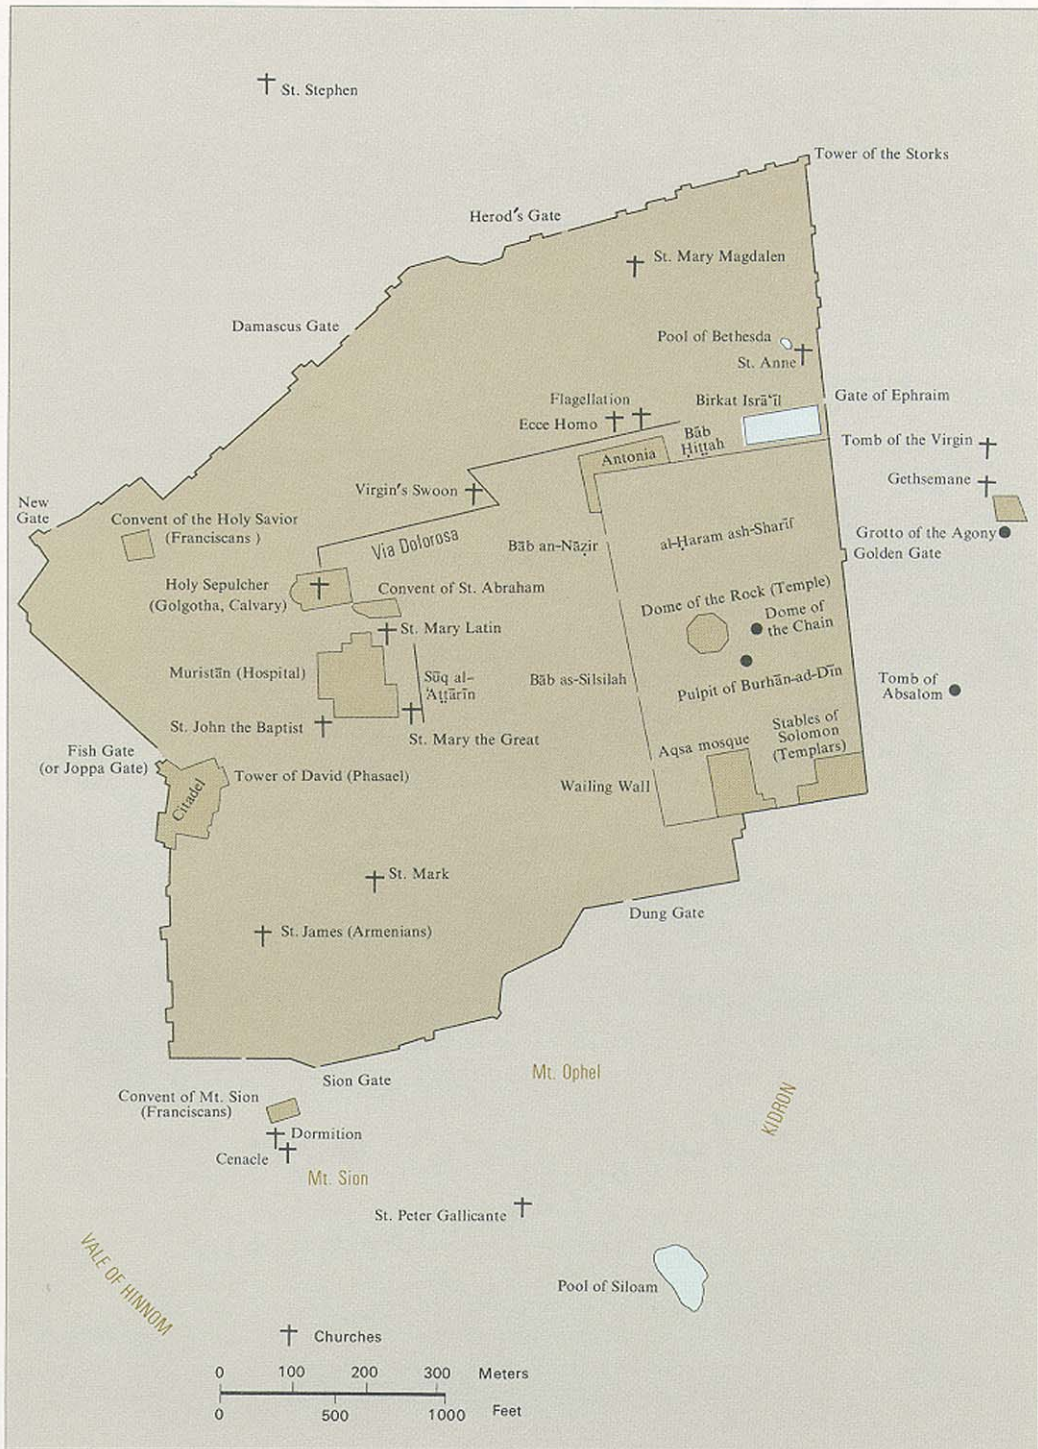 St. Stephen
Tower of the Storks
Herod's Gate
St. Mary Magdalen
Damascus Gate
Pool of Bethesda
St. Anne
Flagellation
Birkat Isrā'īl
Gate of Ephraim
Ecce Homo
Bāb
Ḥiṭṭah
Tomb of the Virgin
Antonia
Gethsemane
Virgin's Swoon
New
Gate
Convent of the Holy Savior
(Franciscans )
Via Dolorosa
Bāb an-Nāẓir
al-Ḥaram ash-Sharīf
Grotto of the Agony
Golden Gate
Holy Sepulcher
(Golgotha, Calvary)
Convent of St. Abraham
Dome of the Rock (Temple)
Dome of
the Chain
St. Mary Latin
Muristān (Hospital)
Sūq al-
'Aṭṭārīn
Bāb as-Silsilah
Pulpit of Burhān-ad-Dīn
Tomb of
Absalom
St. John the Baptist
St. Mary the Great
Stables of
Solomon
(Templars)
Aqsa mosque
Fish Gate
(or Joppa Gate)
Tower of David (Phasael)
Citadel
Wailing Wall
St. Mark
Dung Gate
St. James (Armenians)
Sion Gate
Mt. Ophel
KIDRON
Convent of Mt. Sion
(Franciscans)
Dormition
Cenacle
Mt. Sion
St. Peter Gallicante
VALE OF HINNOM
Pool of Siloam
Churches
0 100 200 300 Meters
0 500 1000 Feet